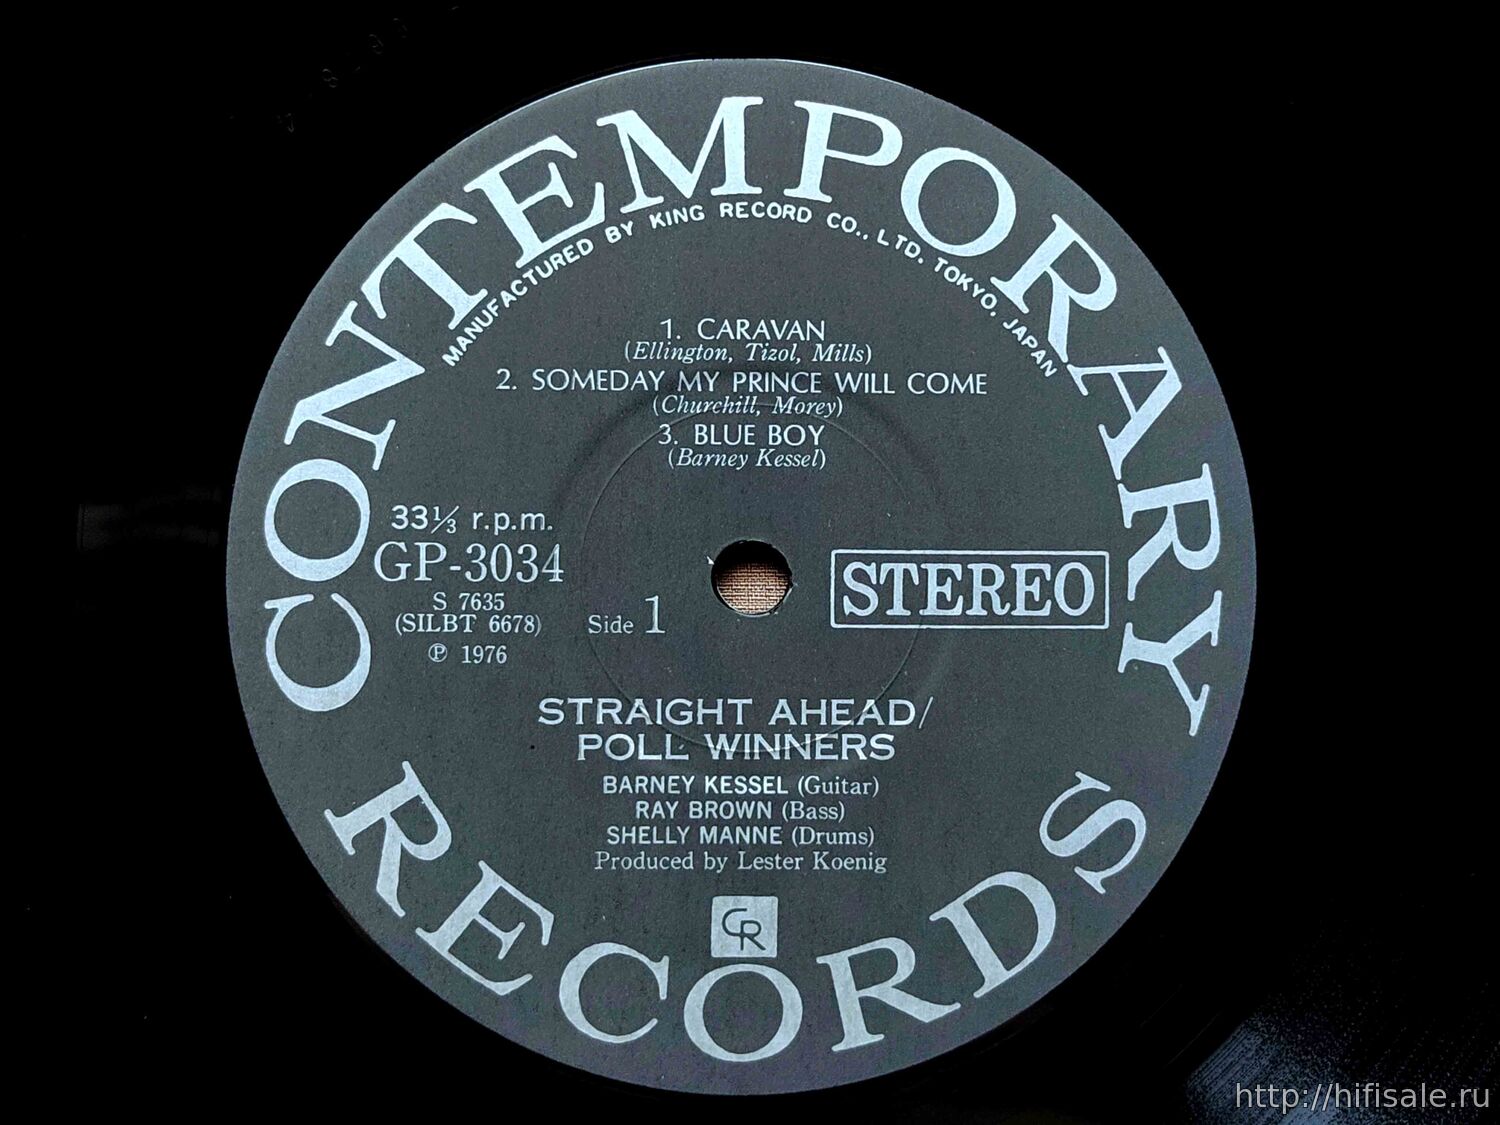 CONTEMPORARY
MANUFACTURED BY KING RECORD CO., LTD. TOKYO, JAPAN
1. CARAVAN
(Ellington, Tizol, Mills)
2. SOMEDAY MY PRINCE WILL COME
(Churchill, Morey)
3. BLUE BOY
(Barney Kessel)
33⅓ r.p.m.
GP-3034
S 7635
(SILBT 6678)
℗ 1976
Side 1
STEREO
STRAIGHT AHEAD/
POLL WINNERS
BARNEY KESSEL (Guitar)
RAY BROWN (Bass)
SHELLY MANNE (Drums)
Produced by Lester Koenig
CR
RECORDS
http://hifisale.ru